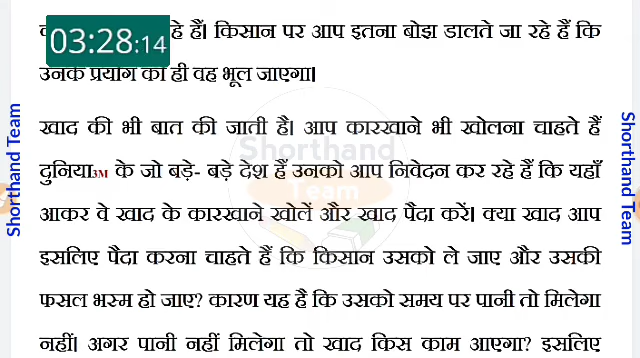 03:28:14
हे हैं। किसान पर आप इतना बोझ डालते जा रहे हैं कि
उनके प्रयोग को ही वह भूल जाएगा।
खाद की भी बात की जाती है। आप कारखाने भी खोलना चाहते हैं
दुनिया3M के जो बड़े- बड़े देश हैं उनको आप निवेदन कर रहे हैं कि यहाँ
आकर वे खाद के कारखाने खोलें और खाद पैदा करें। क्या खाद आप
इसलिए पैदा करना चाहते हैं कि किसान उसको ले जाए और उसकी
फसल भस्म हो जाए? कारण यह है कि उसको समय पर पानी तो मिलेगा
नहीं। अगर पानी नहीं मिलेगा तो खाद किस काम आएगा? इसलिए
Shorthand Team
Shorthand Team
Shorthand
Team